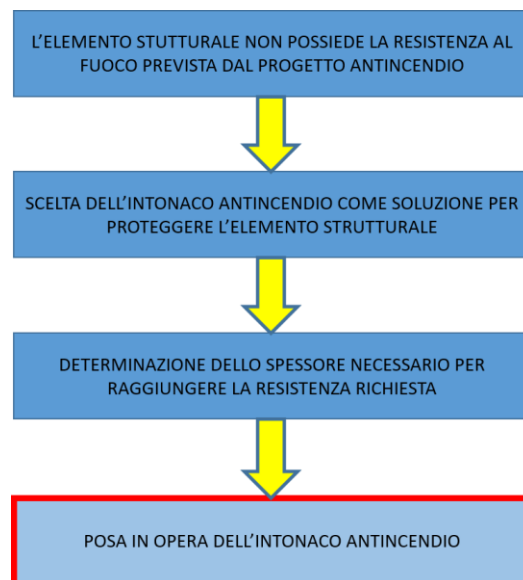 L'ELEMENTO STUTTURALE NON POSSIEDE LA RESISTENZA AL
FUOCO PREVISTA DAL PROGETTO ANTINCENDIO
SCELTA DELL'INTONACO ANTINCENDIO COME SOLUZIONE PER
PROTEGGERE L'ELEMENTO STRUTTURALE
DETERMINAZIONE DELLO SPESSORE NECESSARIO PER
RAGGIUNGERE LA RESISTENZA RICHIESTA
POSA IN OPERA DELL'INTONACO ANTINCENDIO